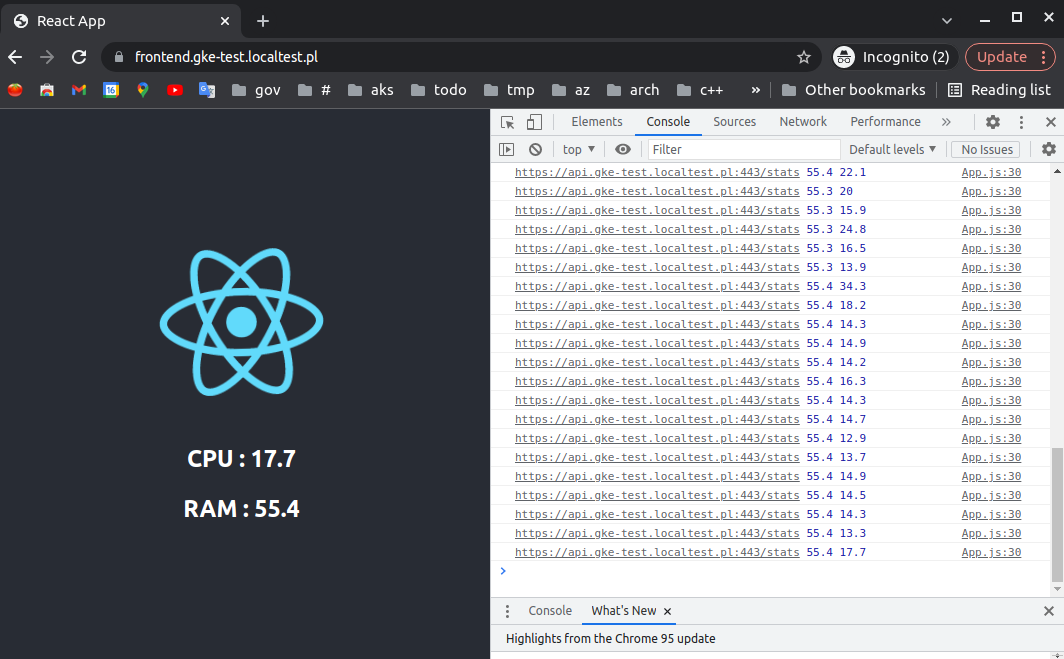 React App
frontend.gke-test.localtest.pl
Incognito (2)
Update
16
gov
#
aks
todo
tmp
az
arch
c++
»
Other bookmarks
Reading list
Elements
Console
Sources
Network
Performance
»
top
Filter
Default levels
No Issues
https://api.gke-test.localtest.pl:443/stats 55.4 22.1 App.js:30
https://api.gke-test.localtest.pl:443/stats 55.3 20 App.js:30
https://api.gke-test.localtest.pl:443/stats 55.3 15.9 App.js:30
https://api.gke-test.localtest.pl:443/stats 55.3 24.8 App.js:30
https://api.gke-test.localtest.pl:443/stats 55.3 16.5 App.js:30
https://api.gke-test.localtest.pl:443/stats 55.3 13.9 App.js:30
https://api.gke-test.localtest.pl:443/stats 55.4 34.3 App.js:30
https://api.gke-test.localtest.pl:443/stats 55.4 18.2 App.js:30
https://api.gke-test.localtest.pl:443/stats 55.4 14.3 App.js:30
https://api.gke-test.localtest.pl:443/stats 55.4 14.9 App.js:30
https://api.gke-test.localtest.pl:443/stats 55.4 14.2 App.js:30
https://api.gke-test.localtest.pl:443/stats 55.4 16.3 App.js:30
https://api.gke-test.localtest.pl:443/stats 55.4 14.3 App.js:30
https://api.gke-test.localtest.pl:443/stats 55.4 14.7 App.js:30
https://api.gke-test.localtest.pl:443/stats 55.4 12.9 App.js:30
https://api.gke-test.localtest.pl:443/stats 55.4 13.7 App.js:30
https://api.gke-test.localtest.pl:443/stats 55.4 14.9 App.js:30
https://api.gke-test.localtest.pl:443/stats 55.4 14.5 App.js:30
https://api.gke-test.localtest.pl:443/stats 55.4 14.3 App.js:30
https://api.gke-test.localtest.pl:443/stats 55.4 13.3 App.js:30
https://api.gke-test.localtest.pl:443/stats 55.4 17.7 App.js:30
CPU : 17.7
RAM : 55.4
Console
What's New
Highlights from the Chrome 95 update